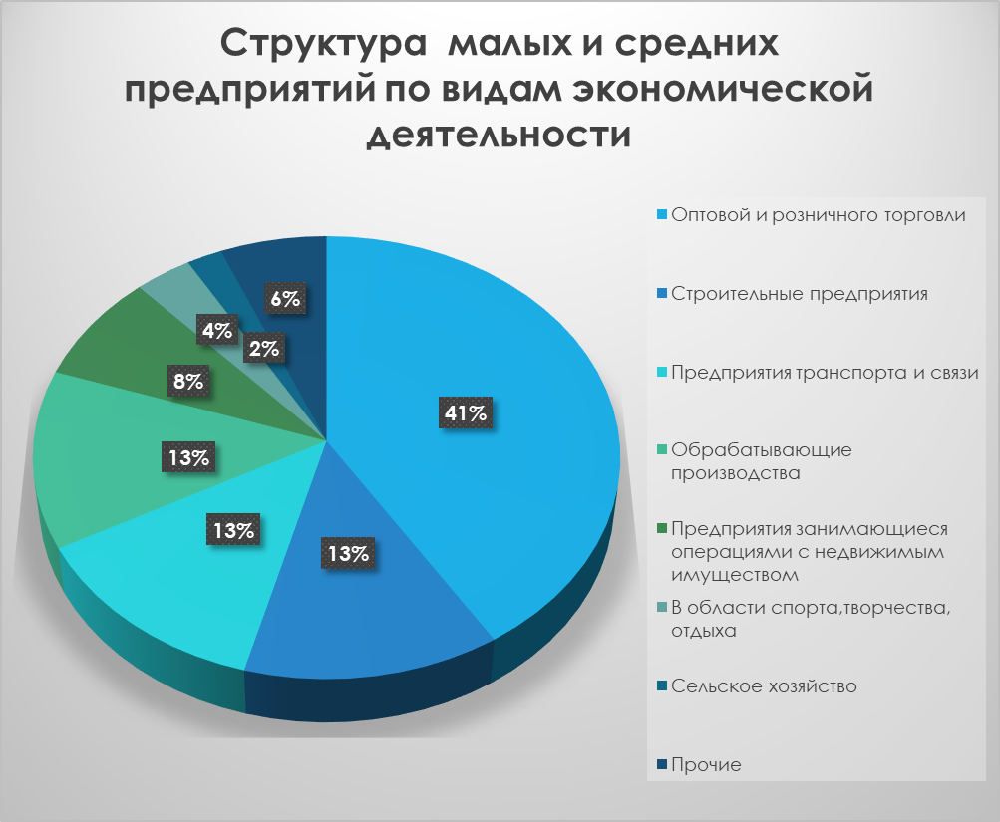 Структура  малых и средних
предприятий по видам экономической
деятельности
Оптовой и розничного торговли
Строительные предприятия
Предприятия транспорта и связи
Обрабатывающие
производства
Предприятия занимающиеся
операциями с недвижимым
имуществом
В области спорта,творчества,
отдыха
Сельское хозяйство
Прочие
6%
4%
2%
8%
41%
13%
13%
13%